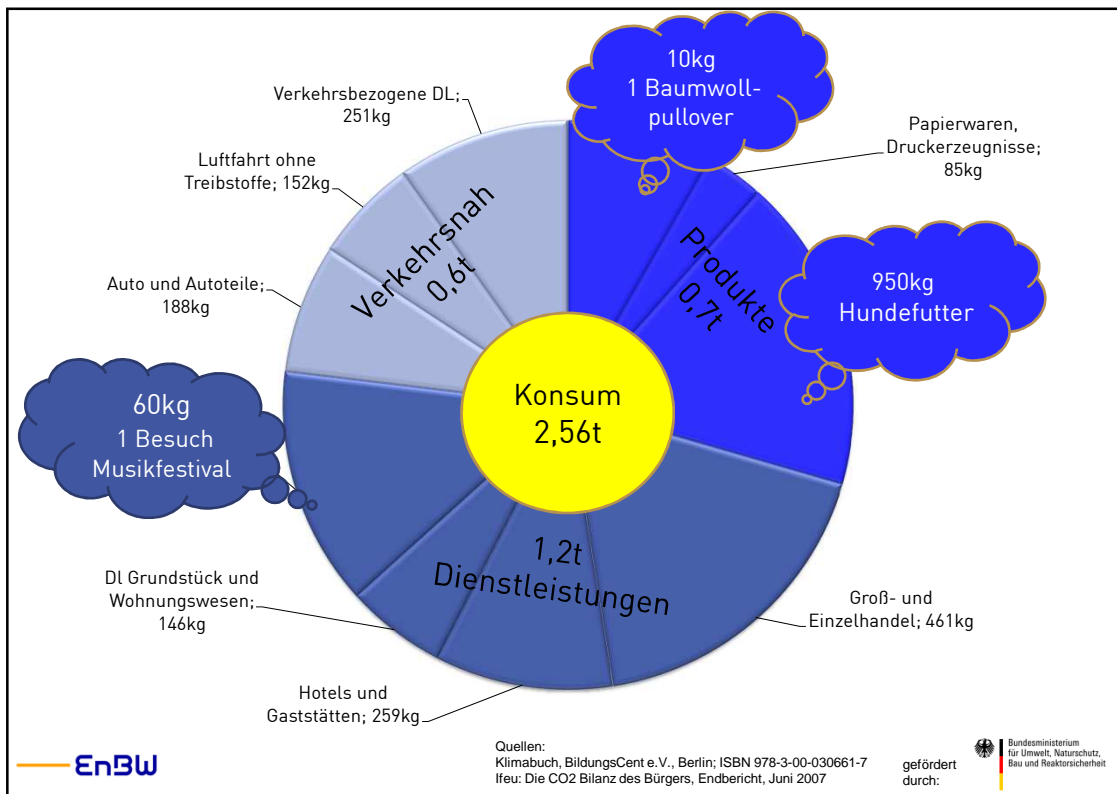 10kg
1 Baumwoll-
pullover
Verkehrsbezogene DL;
251kg
Papierwaren,
Druckerzeugnisse;
85kg
Luftfahrt ohne
Treibstoffe; 152kg
Verkehrsnah
0,6t
Produkte
0,7t
Auto und Autoteile;
188kg
950kg
Hundefutter
Konsum
2,56t
60kg
1 Besuch
Musikfestival
1,2t
Dienstleistungen
Dl Grundstück und
Wohnungswesen;
146kg
Groß- und
Einzelhandel; 461kg
Hotels und
Gaststätten; 259kg
EnBW
Quellen:
Klimabuch, BildungsCent e.V., Berlin; ISBN 978-3-00-030661-7
Ifeu: Die CO2 Bilanz des Bürgers, Endbericht, Juni 2007
gefördert
durch:
Bundesministerium
für Umwelt, Naturschutz,
Bau und Reaktorsicherheit